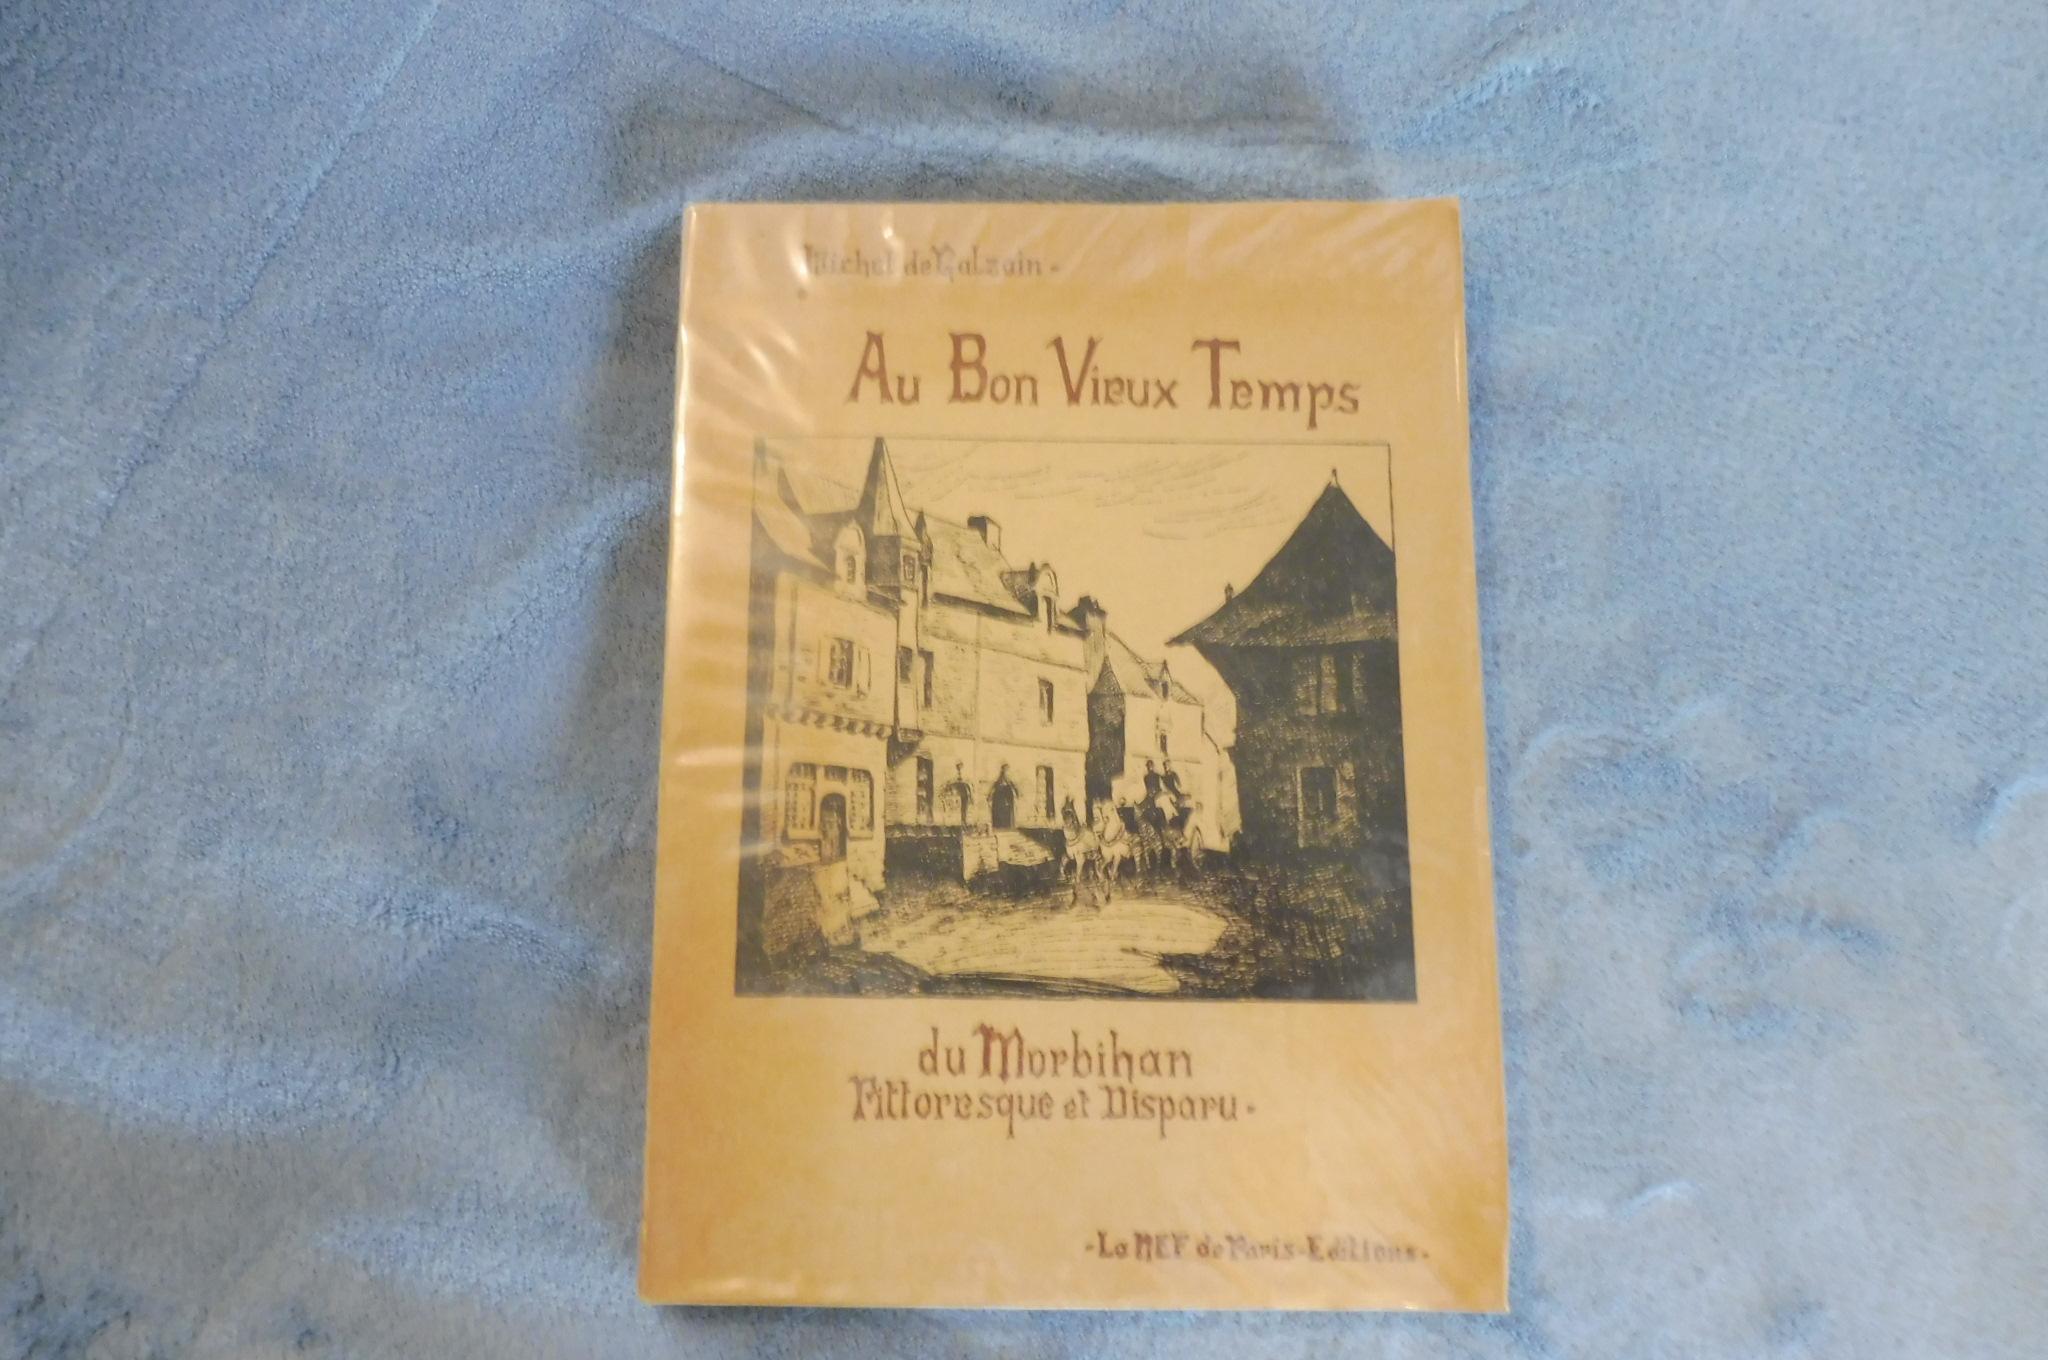 Michel de Galzain -
Au Bon Vieux Temps
du Morbihan
Pittoresque et Disparu -
- La NEF de Paris - Editions -